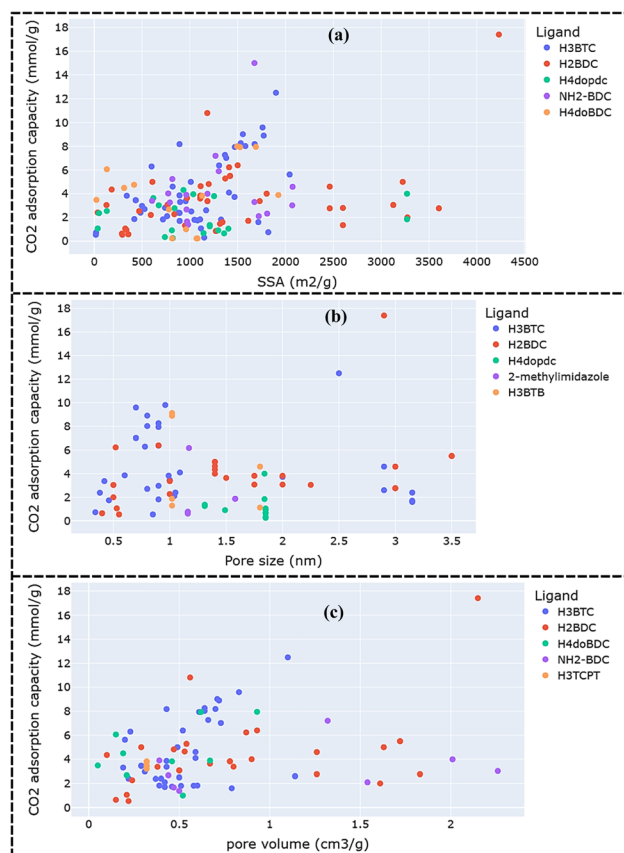 (a)
CO2 adsorption capacity (mmol/g)
18
16
14
12
10
8
6
4
2
0
0 500 1000 1500 2000 2500 3000 3500 4000 4500
SSA (m2/g)
Ligand
H3BTC
H2BDC
H4dopdc
NH2-BDC
H4doBDC
(b)
CO2 adsorption capacity (mmol/g)
18
16
14
12
10
8
6
4
2
0
0.5 1 1.5 2 2.5 3 3.5
Pore size (nm)
Ligand
H3BTC
H2BDC
H4dopdc
2-methylimidazole
H3BTB
(c)
CO2 adsorption capacity (mmol/g)
18
16
14
12
10
8
6
4
2
0
0 0.5 1 1.5 2
pore volume (cm3/g)
Ligand
H3BTC
H2BDC
H4doBDC
NH2-BDC
H3TCPT